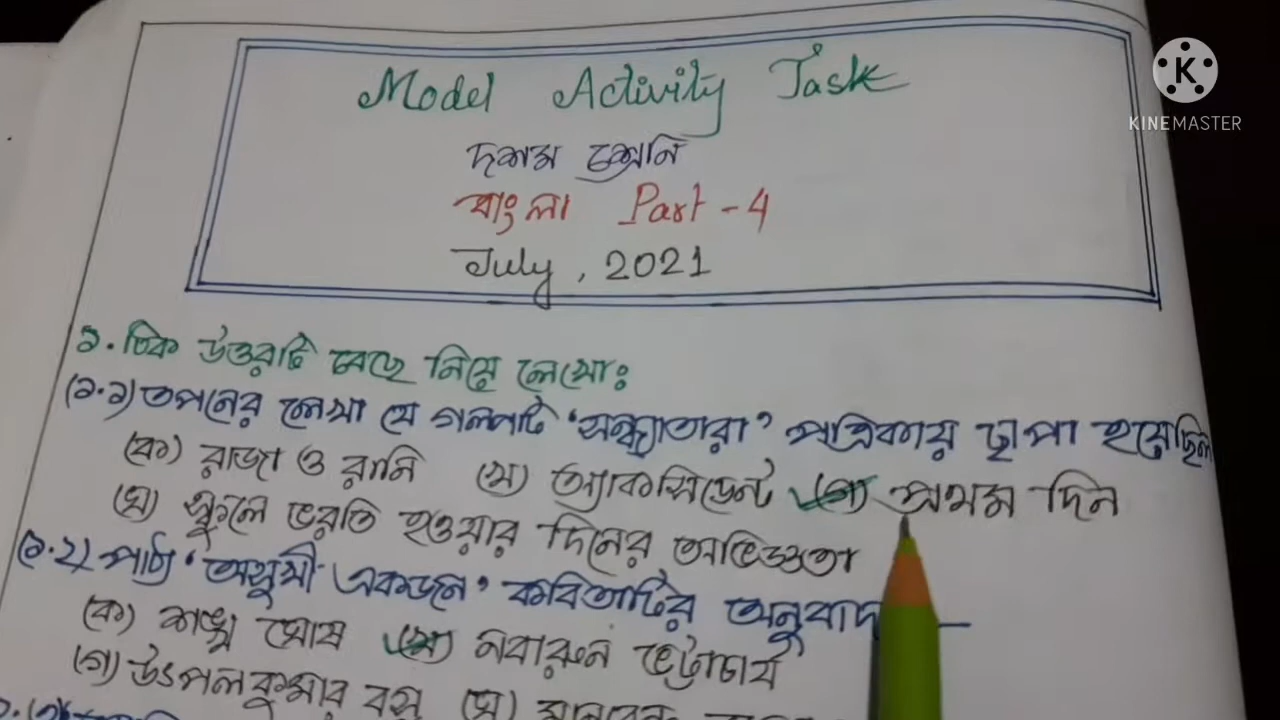 Model Activity Task
দশম শ্রেনি
বাংলা Part - 4
July, 2021
K
KINEMASTER
১. ঠিক উত্তরটি বেছে নিয়ে লেখোঃ
(১.১) তপনের লেখা যে গল্পটি 'সন্ধ্যাতারা' পত্রিকায় ছাপা হয়েছিল
(ক) রাজা ও রানি (খ) অ্যাকসিডেন্ট (গ) প্রথম দিন
(ঘ) স্কুলে ভরতি হওয়ার দিনের অভিজ্ঞতা
(১.২) পাঠ্য 'অসুখী একজন' কবিতাটির অনুবাদ
(ক) শঙ্খ ঘোষ (খ) নবারুন ভট্টাচার্য
(গ) উৎপলকুমার বসু (ঘ)